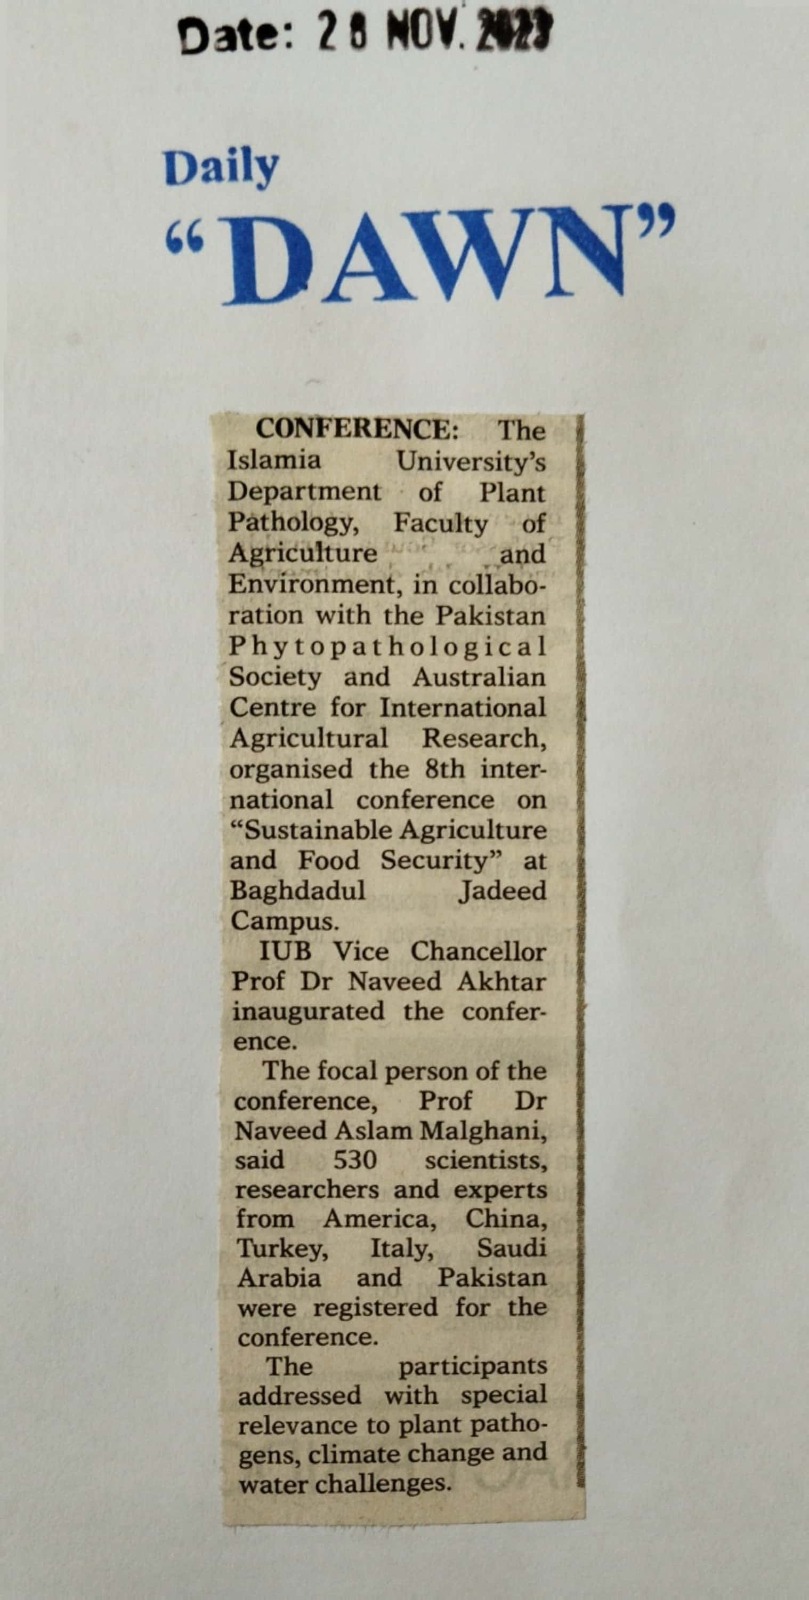 Date: 28 NOV. 2023
Daily
“DAWN”
CONFERENCE: The
Islamia University’s
Department of Plant
Pathology, Faculty of
Agriculture and
Environment, in collabo-
ration with the Pakistan
Phytopathological
Society and Australian
Centre for International
Agricultural Research,
organised the 8th inter-
national conference on
“Sustainable Agriculture
and Food Security” at
Baghdadul Jadeed
Campus.
IUB Vice Chancellor
Prof Dr Naveed Akhtar
inaugurated the confer-
ence.
The focal person of the
conference, Prof Dr
Naveed Aslam Malghani,
said 530 scientists,
researchers and experts
from America, China,
Turkey, Italy, Saudi
Arabia and Pakistan
were registered for the
conference.
The participants
addressed with special
relevance to plant patho-
gens, climate change and
water challenges.